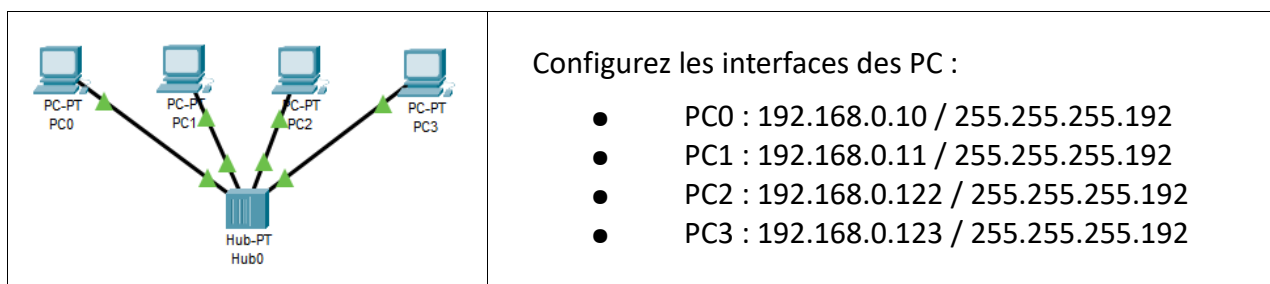 PC-PT
PC0
PC-PT
PC1
PC-PT
PC2
PC-PT
PC3
Hub-PT
Hub0
Configurez les interfaces des PC :
● PC0 : 192.168.0.10 / 255.255.255.192
● PC1 : 192.168.0.11 / 255.255.255.192
● PC2 : 192.168.0.122 / 255.255.255.192
● PC3 : 192.168.0.123 / 255.255.255.192